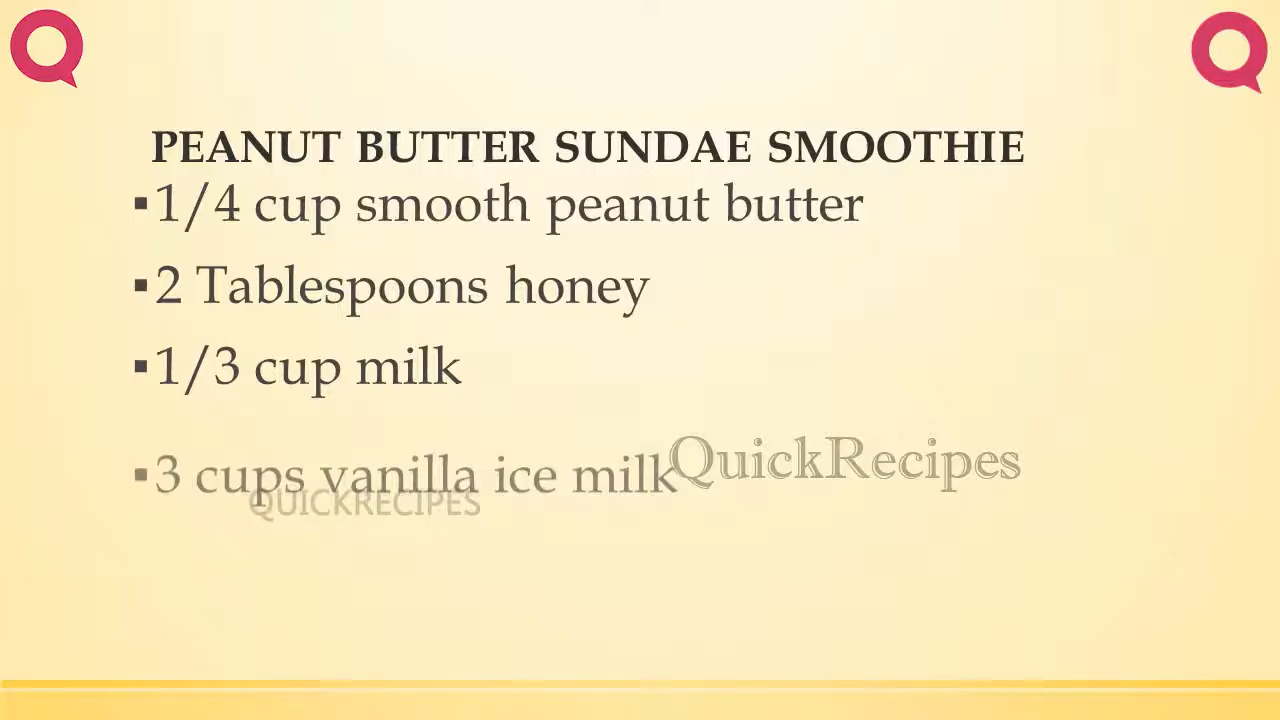 PEANUT BUTTER SUNDAE SMOOTHIE
▪1/4 cup smooth peanut butter
▪2 Tablespoons honey
▪1/3 cup milk
▪3 cups vanilla ice milk
QuickRecipes
QUICKRECIPES